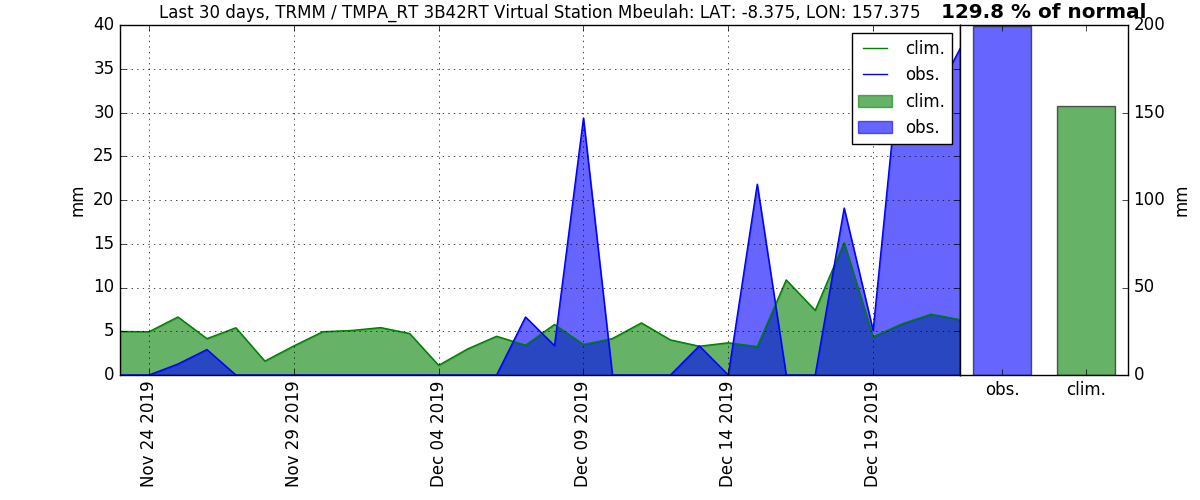 Last 30 days, TRMM / TMPA_RT 3B42RT Virtual Station Mbeulah: LAT: -8.375, LON: 157.375
129.8 % of normal
40
35
30
25
20
15
10
5
0
mm
clim.
obs.
clim.
obs.
200
150
100
50
0
mm
obs.
clim.
Nov 24 2019
Nov 29 2019
Dec 04 2019
Dec 09 2019
Dec 14 2019
Dec 19 2019